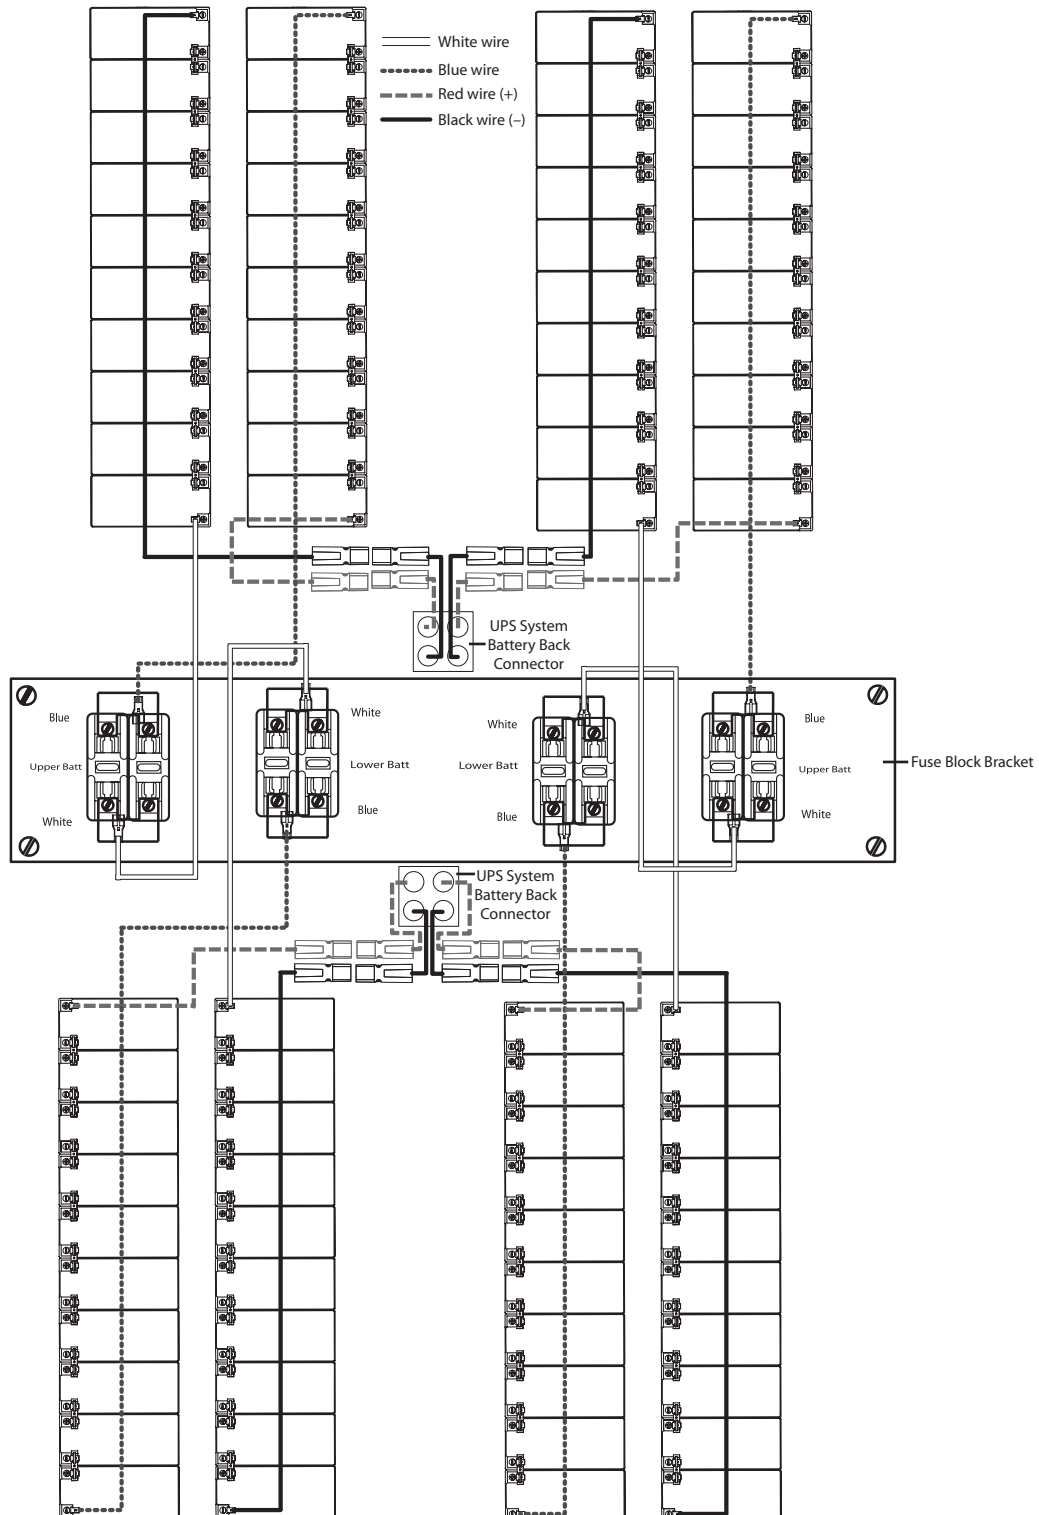 White wire
Blue wire
Red wire (+)
Black wire (–)
UPS System
Battery Back
Connector
Blue
Upper Batt
White
White
Lower Batt
Blue
White
Lower Batt
Blue
Blue
Upper Batt
White
Fuse Block Bracket
UPS System
Battery Back
Connector